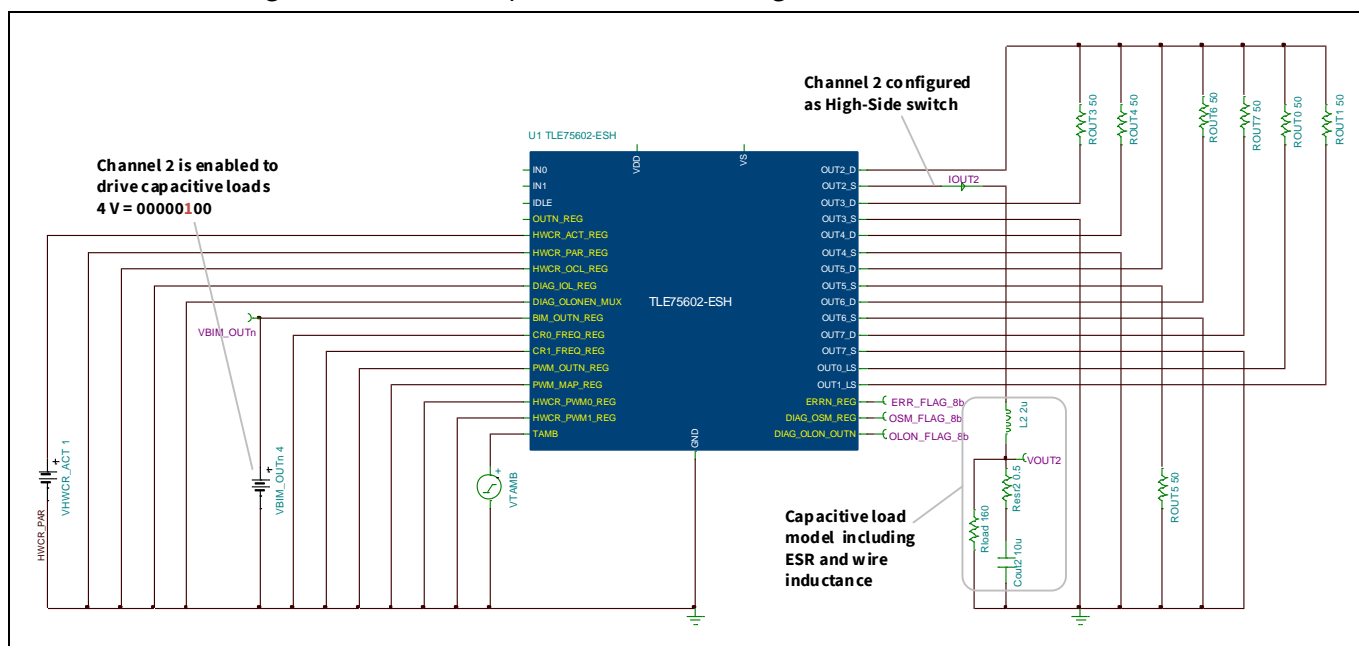 Channel 2 configured
as High-Side switch
Channel 2 is enabled to
drive capacitive loads
4 V = 00000100
U1 TLE75602-ESH
VDD
VS
IN0
IN1
IDLE
OUTN_REG
HWCR_ACT_REG
HWCR_PAR_REG
HWCR_OCL_REG
DIAG_IOL_REG
DIAG_OLONEN_MUX
BIM_OUTN_REG
CR0_FREQ_REG
CR1_FREQ_REG
PWM_OUTN_REG
PWM_MAP_REG
HWCR_PWM0_REG
HWCR_PWM1_REG
TAMB
TLE75602-ESH
GND
OUT2_D
OUT2_S
OUT3_D
OUT3_S
OUT4_D
OUT4_S
OUT5_D
OUT5_S
OUT6_D
OUT6_S
OUT7_D
OUT7_S
OUT0_LS
OUT1_LS
ERRN_REG
DIAG_OSM_REG
DIAG_OLON_OUTN
IOUT2
ERR_FLAG_8b
OSM_FLAG_8b
OLON_FLAG_8b
ROUT3 50
ROUT4 50
ROUT6 50
ROUT7 50
ROUT0 50
ROUT1 50
VBIM_OUTn
VHWCR_ACT 1
HWCR_PAR
VBIM_OUTn 4
VTAMB
L2 2u
VOUT2
Resr2 0.5
Rload 160
Cout2 10u
ROUT5 50
Capacitive load
model including
ESR and wire
inductance